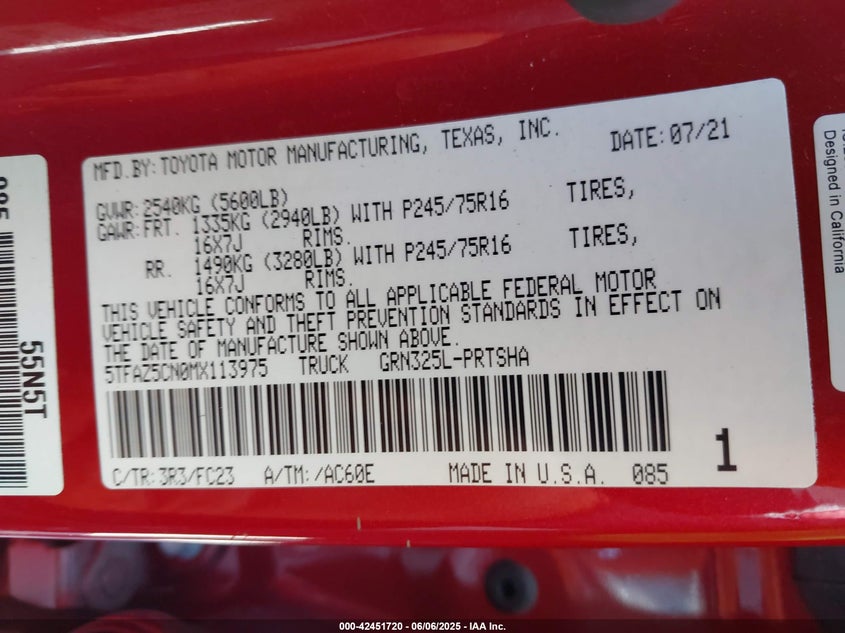 MFD.BY:TOYOTA MOTOR MANUFACTURING, TEXAS, INC. DATE:07/21
GVWR:2540KG (5600LB)
GAWR:FRT. 1335KG (2940LB) WITH P245/75R16 TIRES,
16X7J RIMS.
RR. 1490KG (3280LB) WITH P245/75R16 TIRES,
16X7J RIMS.
THIS VEHICLE CONFORMS TO ALL APPLICABLE FEDERAL MOTOR
VEHICLE SAFETY AND THEFT PREVENTION STANDARDS IN EFFECT ON
THE DATE OF MANUFACTURE SHOWN ABOVE.
5TFAZ5CN0MX113975 TRUCK GRN325L-PRTSHA
C/TR:3R3/FC23 A/TM:/AC60E MADE IN U.S.A. 085
1
55N5T
Designed in California
000-42451720 | 06/06/2025 - IAA Inc.